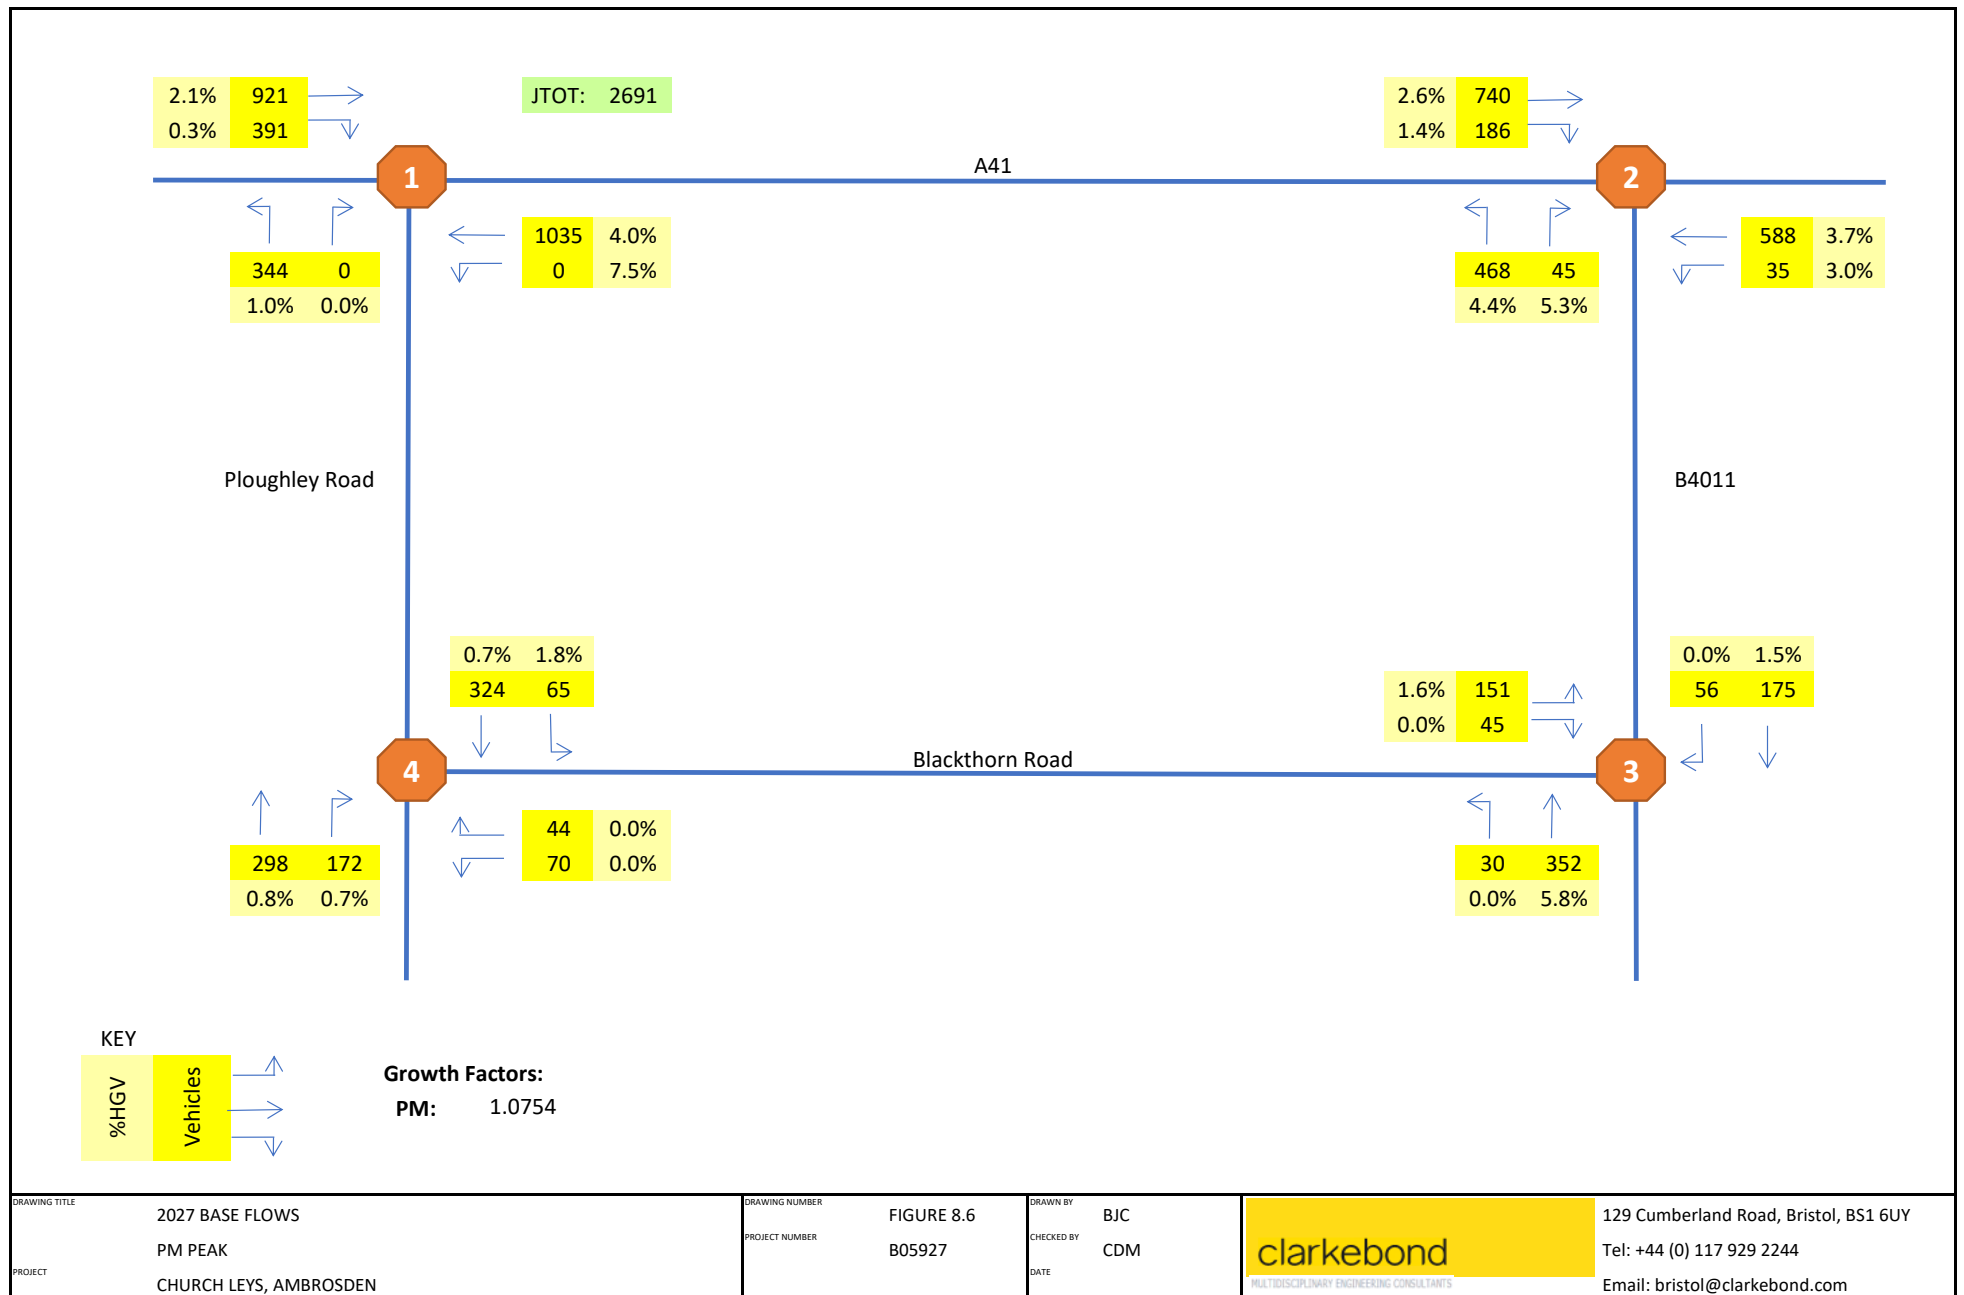 2.1% 921 JTOT: 2691 2.6% 740
0.3% 391 1.4% 186
A41
1 2
1035 4.0% 588 3.7%
344 0 0 7.5% 468 45 35 3.0%
1.0% 0.0% 4.4% 5.3%
Ploughley Road B4011
0.7% 1.8% 0.0% 1.5%
324 65 1.6% 151 56 175
0.0% 45
Blackthorn Road
4 3
44 0.0%
298 172 70 0.0% 30 352
0.8% 0.7% 0.0% 5.8%
KEY
%HGV Vehicles
Growth Factors:
PM: 1.0754
DRAWING TITLE
2027 BASE FLOWS
PM PEAK
PROJECT
CHURCH LEYS, AMBROSDEN
DRAWING NUMBER
FIGURE 8.6
PROJECT NUMBER
B05927
DRAWN BY
BJC
CHECKED BY
CDM
DATE
clarkebond
MULTIDISCIPLINARY ENGINEERING CONSULTANTS
129 Cumberland Road, Bristol, BS1 6UY
Tel: +44 (0) 117 929 2244
Email: bristol@clarkebond.com